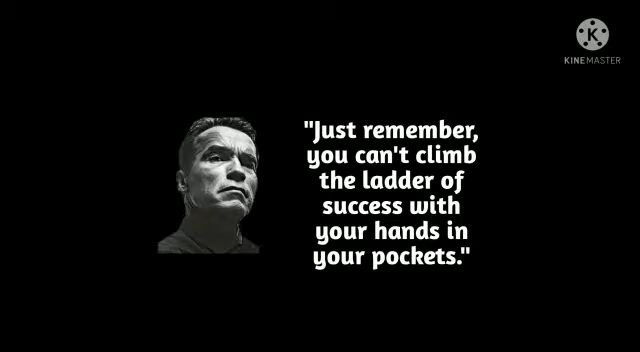 KINEMASTER
"Just remember,
you can't climb
the ladder of
success with
your hands in
your pockets."